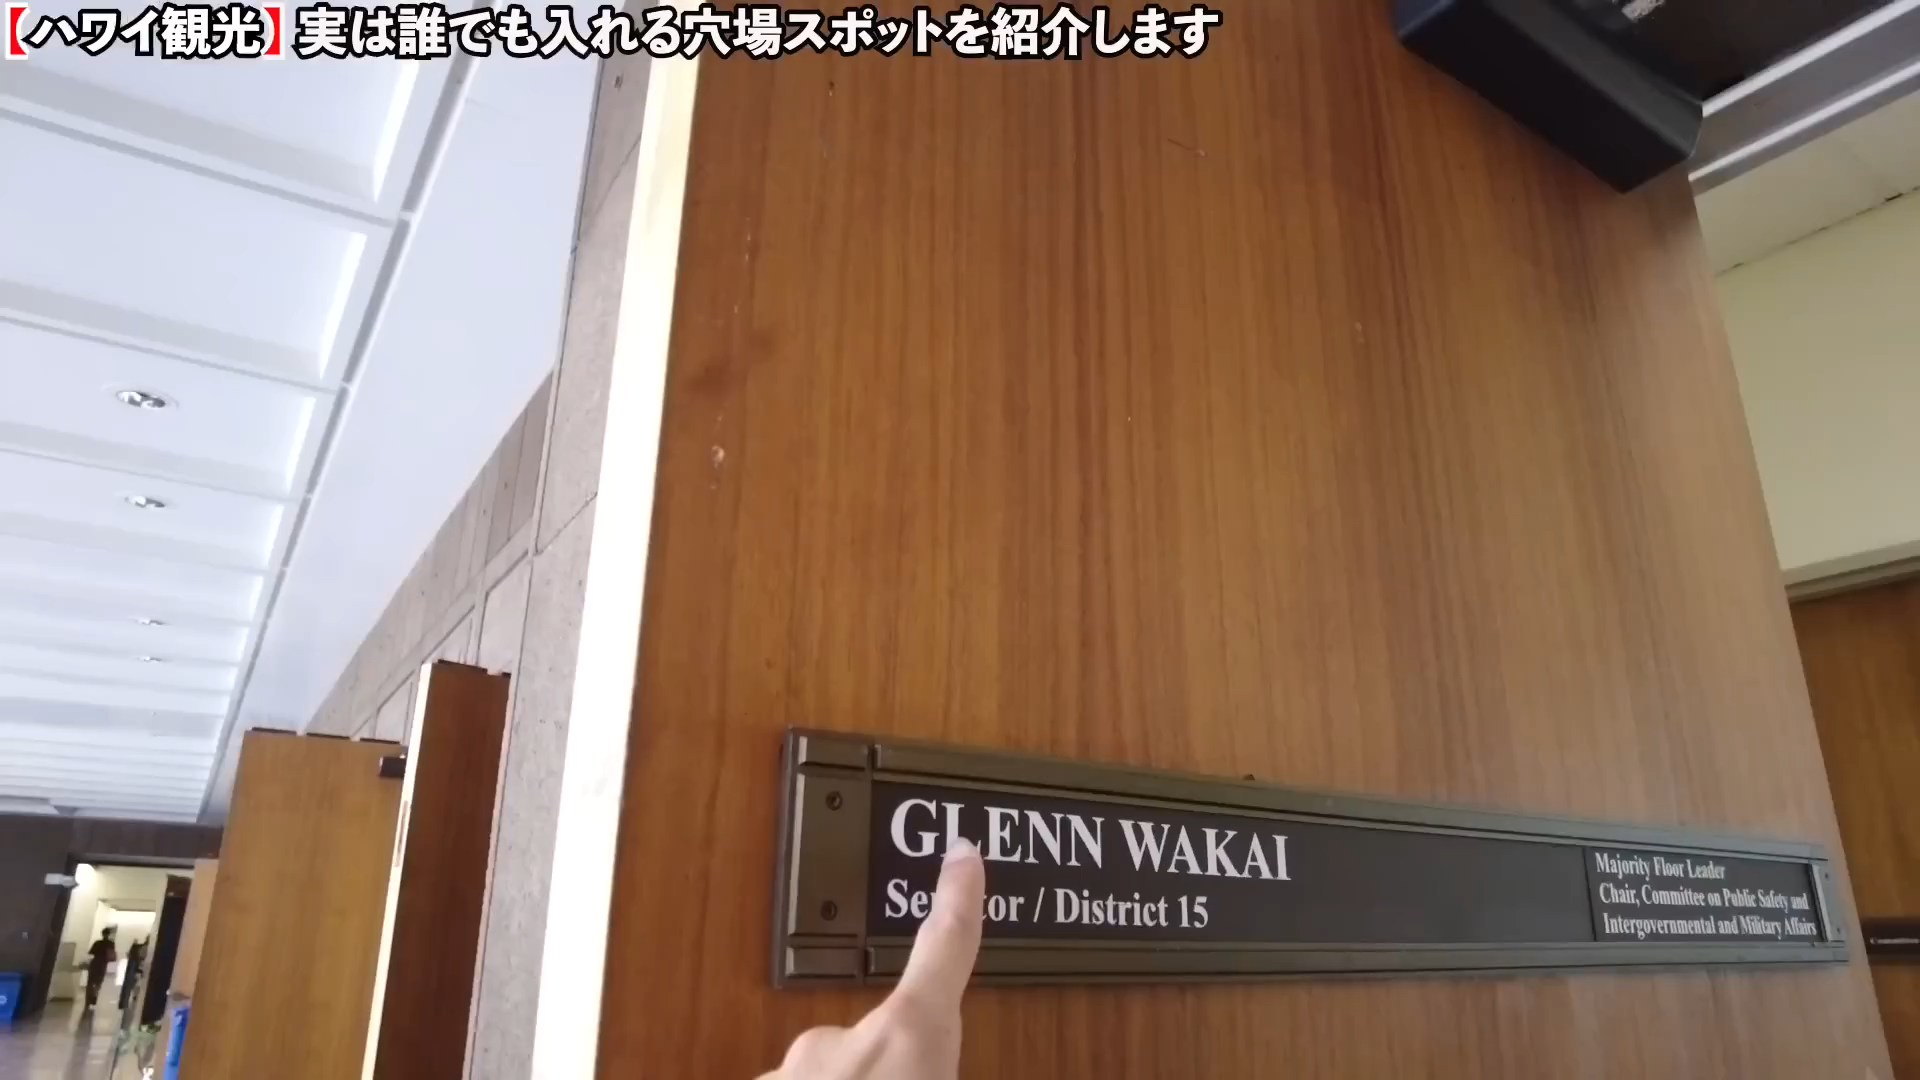 【ハワイ観光】実は誰でも入れる穴場スポットを紹介します
GLENN WAKAI
Senator / District 15
Majority Floor Leader
Chair, Committee on Public Safety and
Intergovernmental and Military Affairs